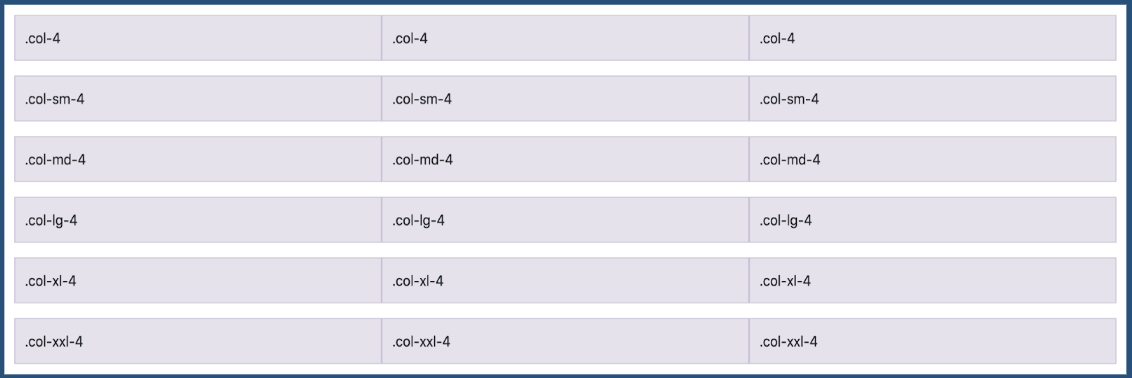 .col-4 .col-4 .col-4
.col-sm-4 .col-sm-4 .col-sm-4
.col-md-4 .col-md-4 .col-md-4
.col-lg-4 .col-lg-4 .col-lg-4
.col-xl-4 .col-xl-4 .col-xl-4
.col-xxl-4 .col-xxl-4 .col-xxl-4